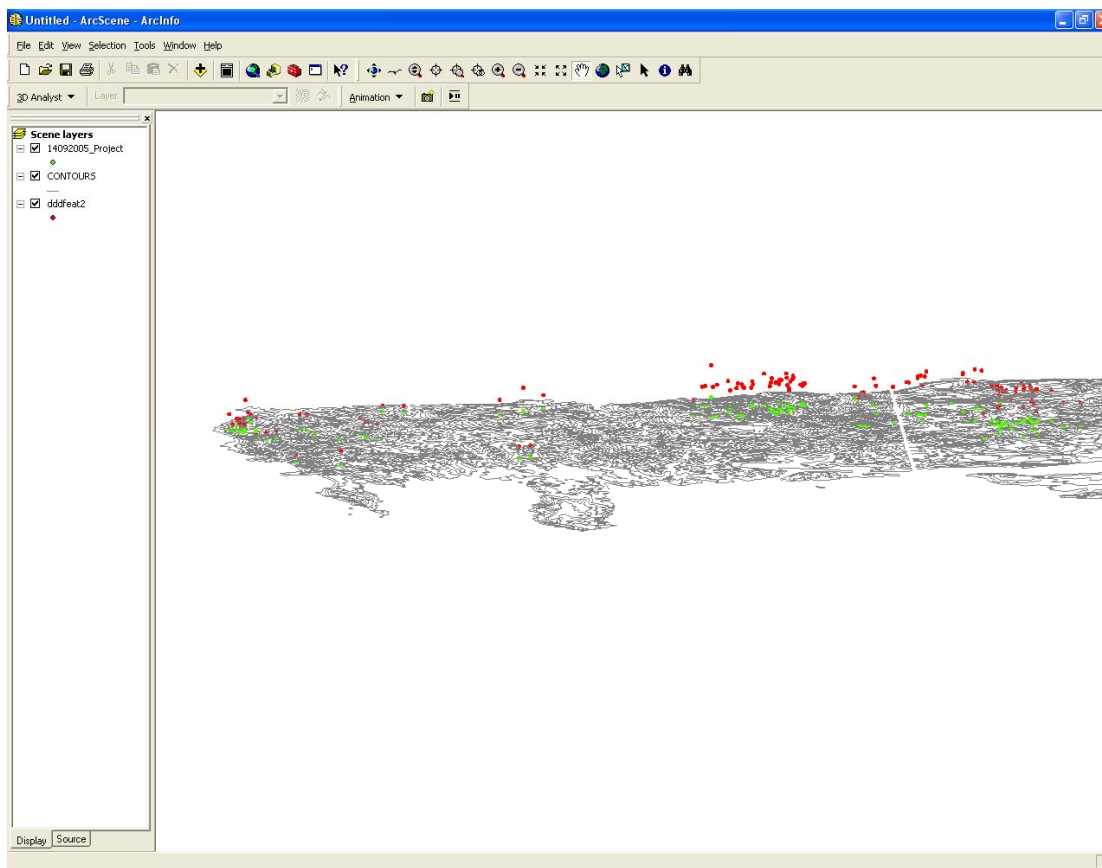 Untitled - ArcScene - ArcInfo
File Edit View Selection Tools Window Help
3D Analyst Layer: Animation
Scene layers
14092005_Project
CONTOURS
dddfeat2
Display Source